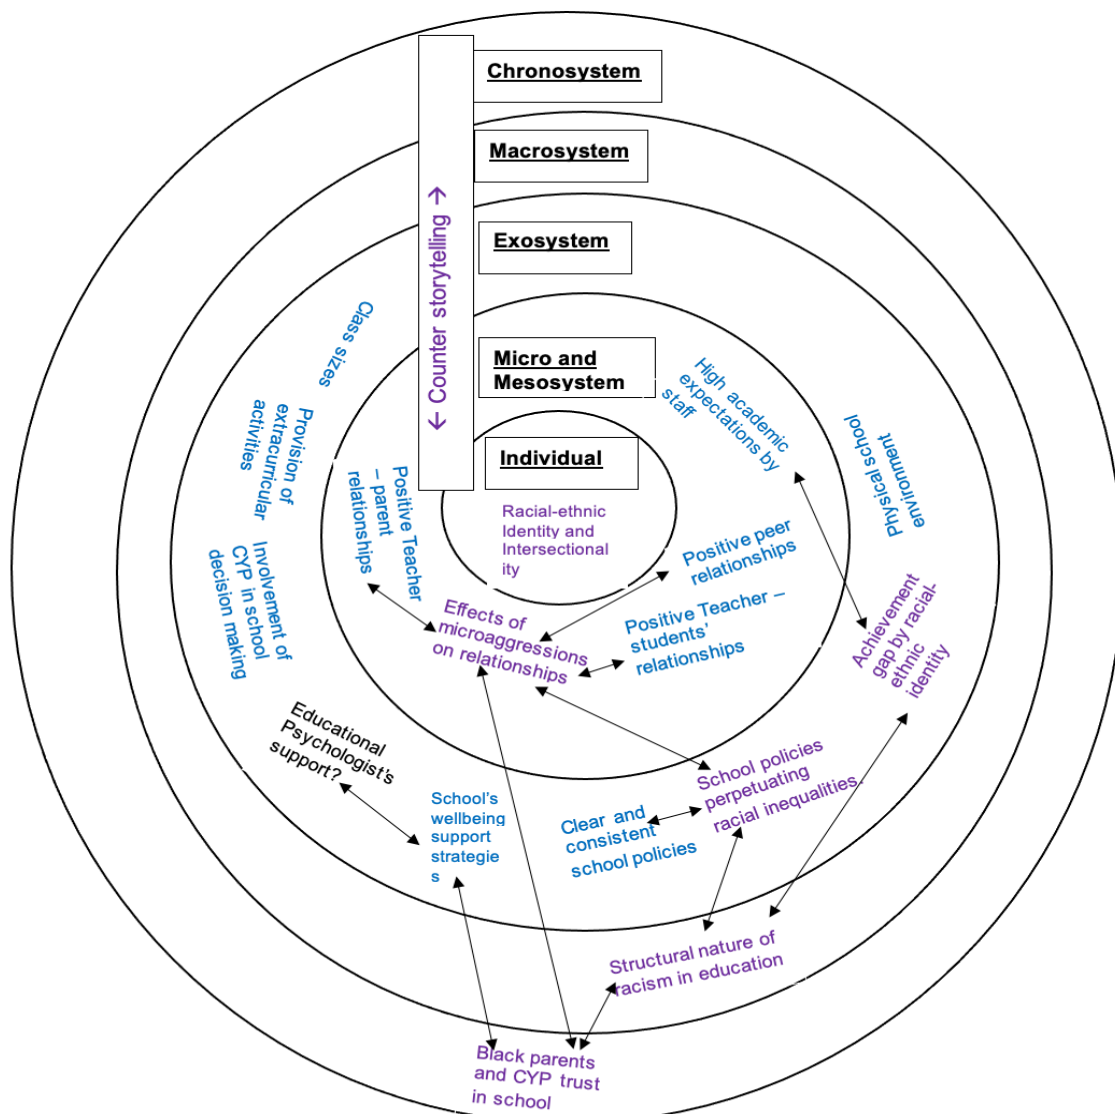 Chronosystem
Macrosystem
Exosystem
Micro and
Mesosystem
Individual
← Counter storytelling →
Racial-ethnic
Identity and
Intersectional
ity
Class sizes
Provision of
extracurricular
activities
Involvement of
CYP in school
decision making
Positive Teacher
– parent
relationships
High academic
expectations by
staff
Physical school
environment
Positive peer
relationships
Positive Teacher –
students’
relationships
Effects of
microaggressions
on relationships
Achievement
gap by racial-
ethnic
identity
Educational
Psychologist’s
support?
School’s
wellbeing
support
strategie
s
Clear and
consistent
school policies
School policies
perpetuating
racial inequalities.
Structural nature of
racism in education
Black parents
and CYP trust
in school